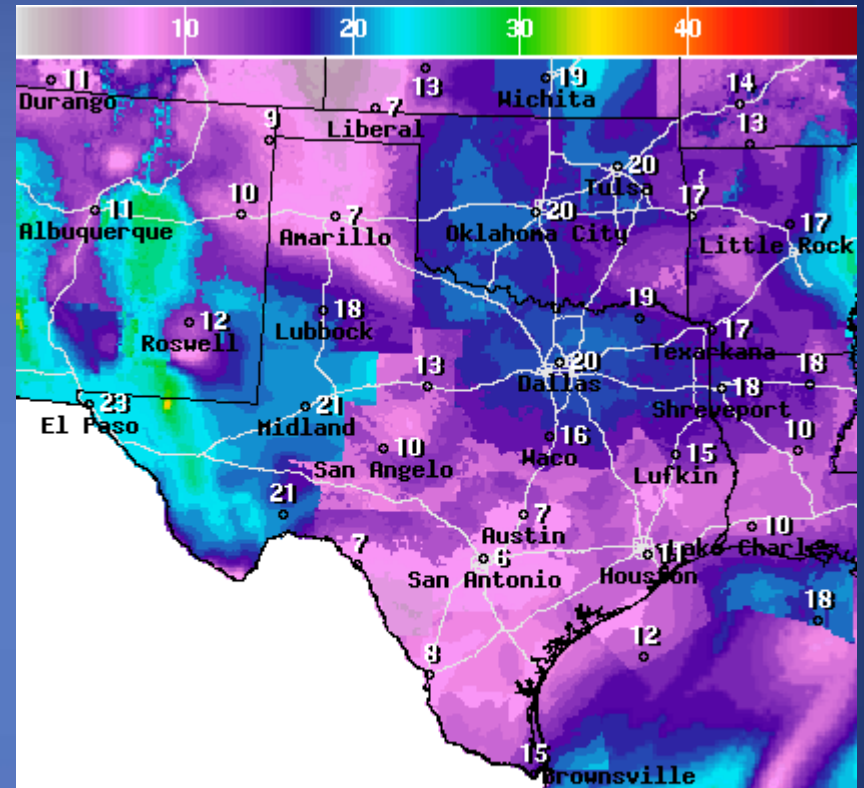 10 20 30 40
11 13 19 14
Durango Wichita
7
Liberal
9 13
20
Tulsa
11 10 7 20 17 17
Albuquerque Amarillo Oklahoma City Little Rock
12 18 19
Roswell Lubbock
17
Texarkana
13 20 18 18
Dallas Shreveport
23 21
El Paso Midland
10 16 15 10
San Angelo Waco Lufkin
21 7 10
Austin
7 6 11 Lake Charles
San Antonio Houston
18
12
8
15
Brownsville